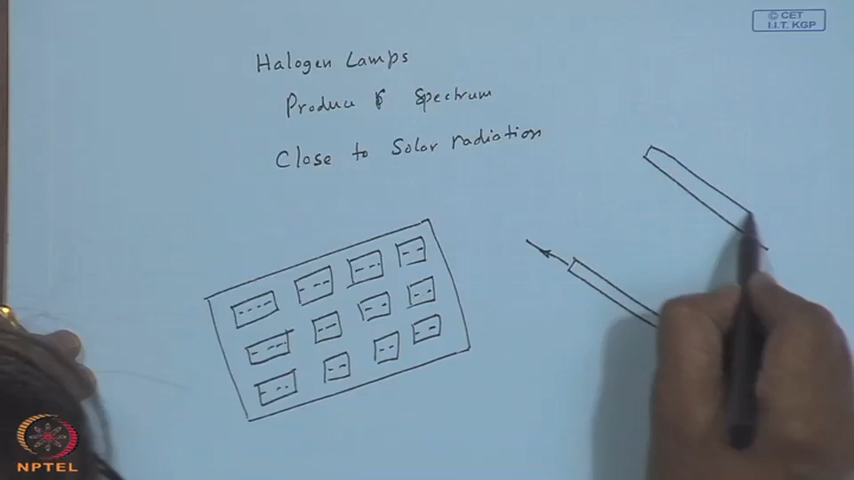 © CET
I.I.T. KGP
Halogen Lamps
Produce Spectrum
Close to Solar radiation
NPTEL